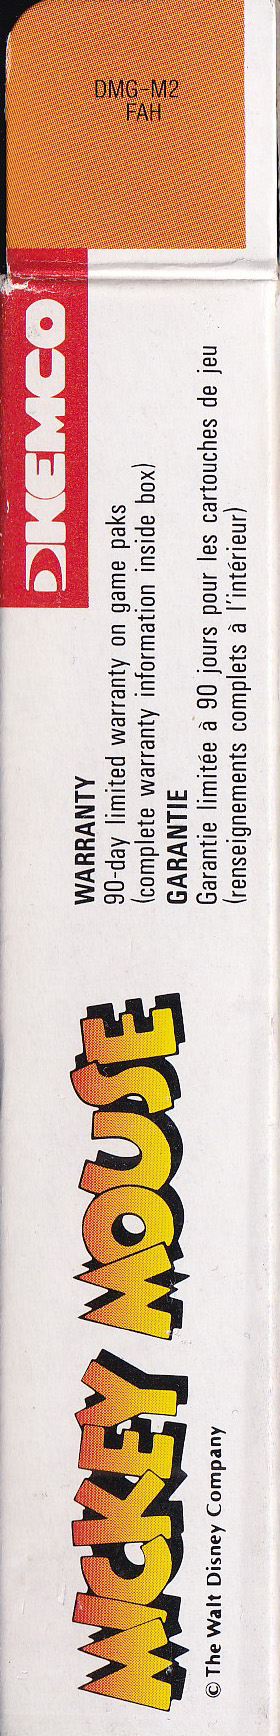 DMG-M2
FAH
KEMCO
WARRANTY
90-day limited warranty on game paks
(complete warranty information inside box)
GARANTIE
Garantie limitée à 90 jours pour les cartouches de jeu
(renseignements complets à l'intérieur)
MICKEY MOUSE
© The Walt Disney Company